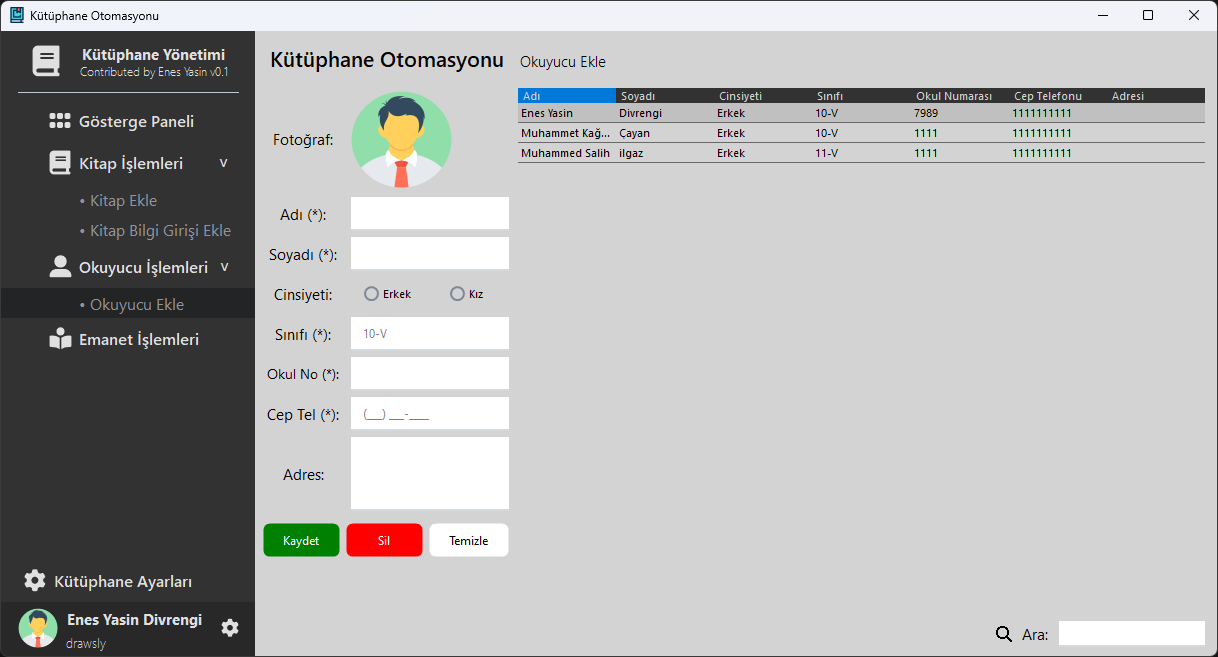 Kütüphane Otomasyonu
Kütüphane Yönetimi
Contributed by Enes Yasin v0.1
Gösterge Paneli
Kitap İşlemleri v
• Kitap Ekle
• Kitap Bilgi Girişi Ekle
Okuyucu İşlemleri v
• Okuyucu Ekle
Emanet İşlemleri
Kütüphane Ayarları
Enes Yasin Divrengi
drawsly
Kütüphane Otomasyonu Okuyucu Ekle
Fotoğraf:
Adı (*):
Soyadı (*):
Cinsiyeti: Erkek Kız
Sınıfı (*): 10-V
Okul No (*):
Cep Tel (*): (__) __-___
Adres:
Kaydet Sil Temizle
Adı Soyadı Cinsiyeti Sınıfı Okul Numarası Cep Telefonu Adresi
Enes Yasin Divrengi Erkek 10-V 7989 1111111111
Muhammet Kağ... Çayan Erkek 10-V 1111 1111111111
Muhammed Salih ilgaz Erkek 11-V 1111 1111111111
Ara: